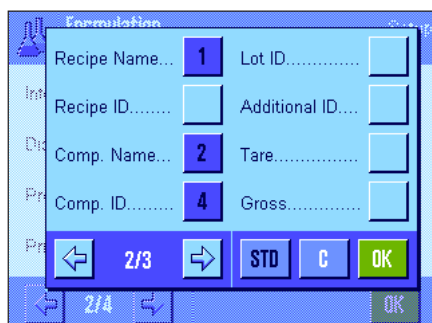 Formulation
Recipe Name... 1
Lot ID...............
Recipe ID........
Additional ID....
Comp. Name... 2
Tare...............
Comp. ID..... 4
Gross.............
2/3
STD
C
OK
2/4
OK